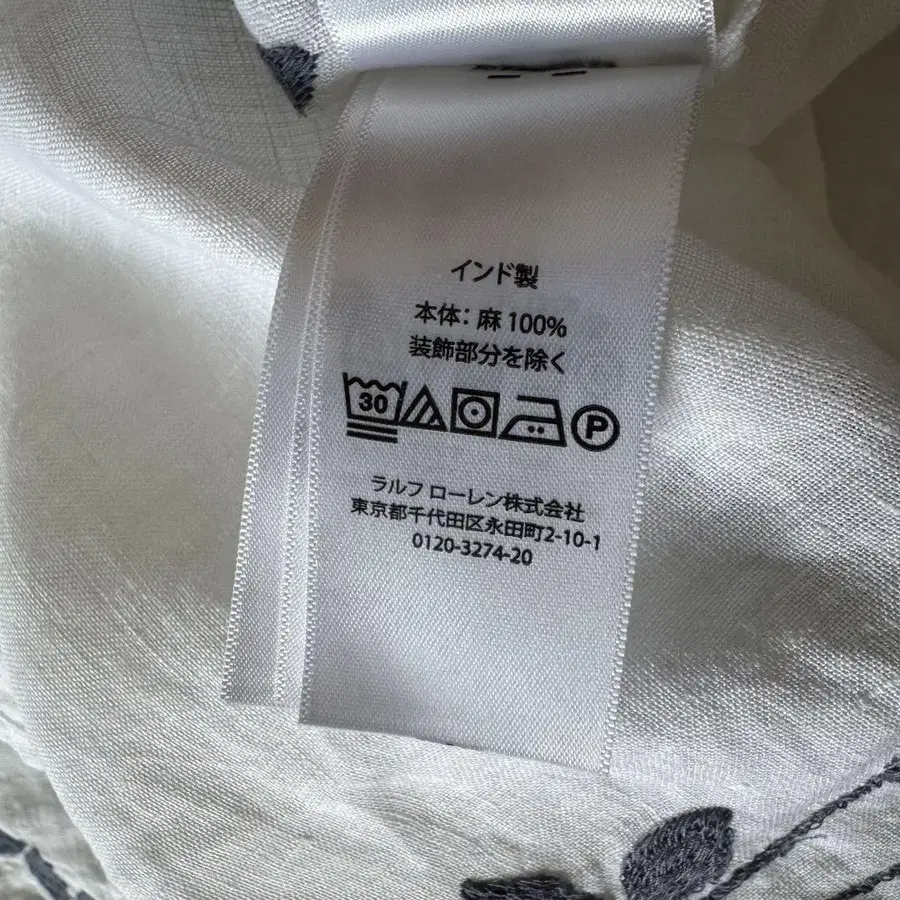 インド製
本体: 麻 100%
装飾部分を除く
30 P
ラルフ ローレン株式会社
東京都千代田区永田町2-10-1
0120-3274-20